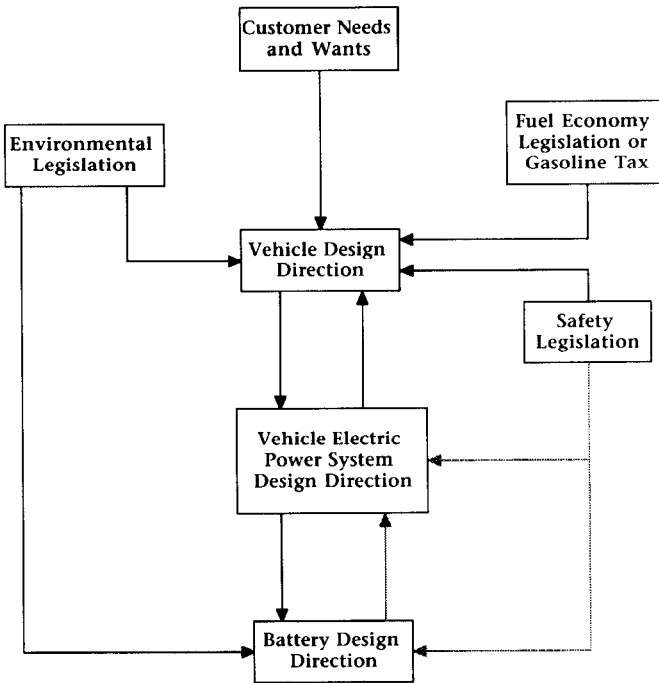 Customer Needs
and Wants
Environmental
Legislation
Fuel Economy
Legislation or
Gasoline Tax
Vehicle Design
Direction
Safety
Legislation
Vehicle Electric
Power System
Design Direction
Battery Design
Direction